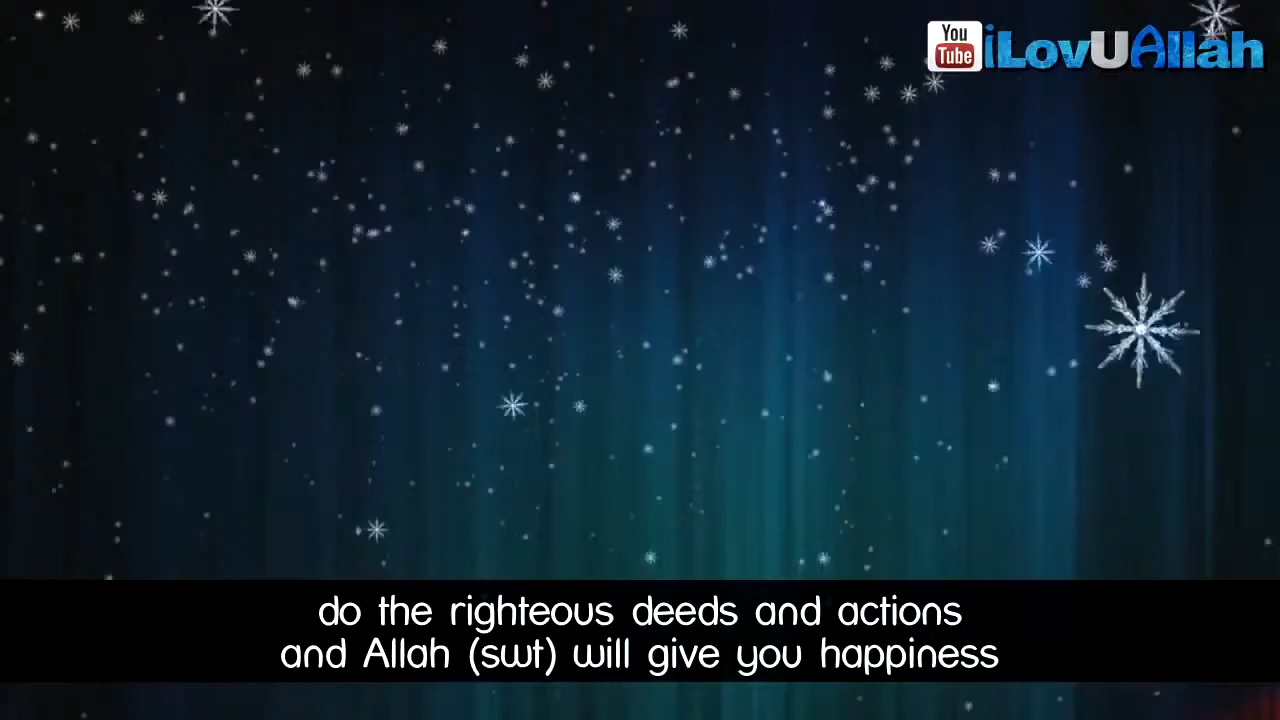 You
Tube
iLovUAllah
do the righteous deeds and actions
and Allah (swt) will give you happiness